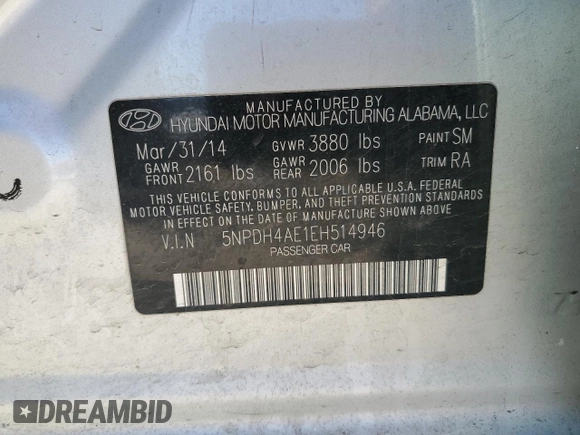 MANUFACTURED BY
HYUNDAI MOTOR MANUFACTURING ALABAMA, LLC
Mar/31/14 GVWR 3880 lbs PAINT SM
GAWR FRONT 2161 lbs GAWR REAR 2006 lbs TRIM RA
THIS VEHICLE CONFORMS TO ALL APPLICABLE U.S.A. FEDERAL
MOTOR VEHICLE SAFETY, BUMPER, AND THEFT PREVENTION
STANDARDS IN EFFECT ON THE DATE OF MANUFACTURE SHOWN ABOVE
V.I.N 5NPDH4AE1EH514946
PASSENGER CAR
DREAMBID